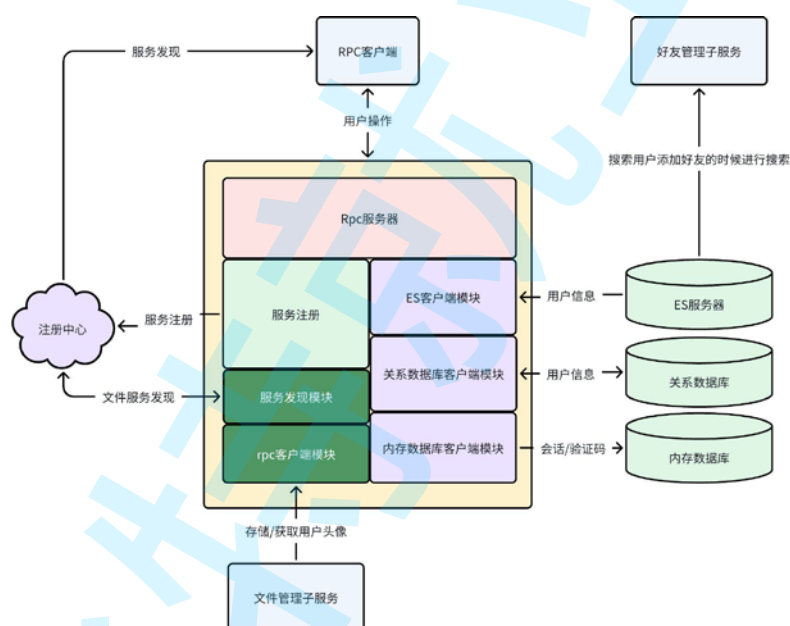 服务发现
RPC客户端
好友管理子服务
用户操作
搜索用户添加好友的时候进行搜索
Rpc服务器
服务注册
ES客户端模块
用户信息
ES服务器
注册中心
服务注册
关系数据库客户端模块
用户信息
关系数据库
文件服务发现
服务发现模块
rpc客户端模块
内存数据库客户端模块
会话/验证码
内存数据库
存储/获取用户头像
文件管理子服务